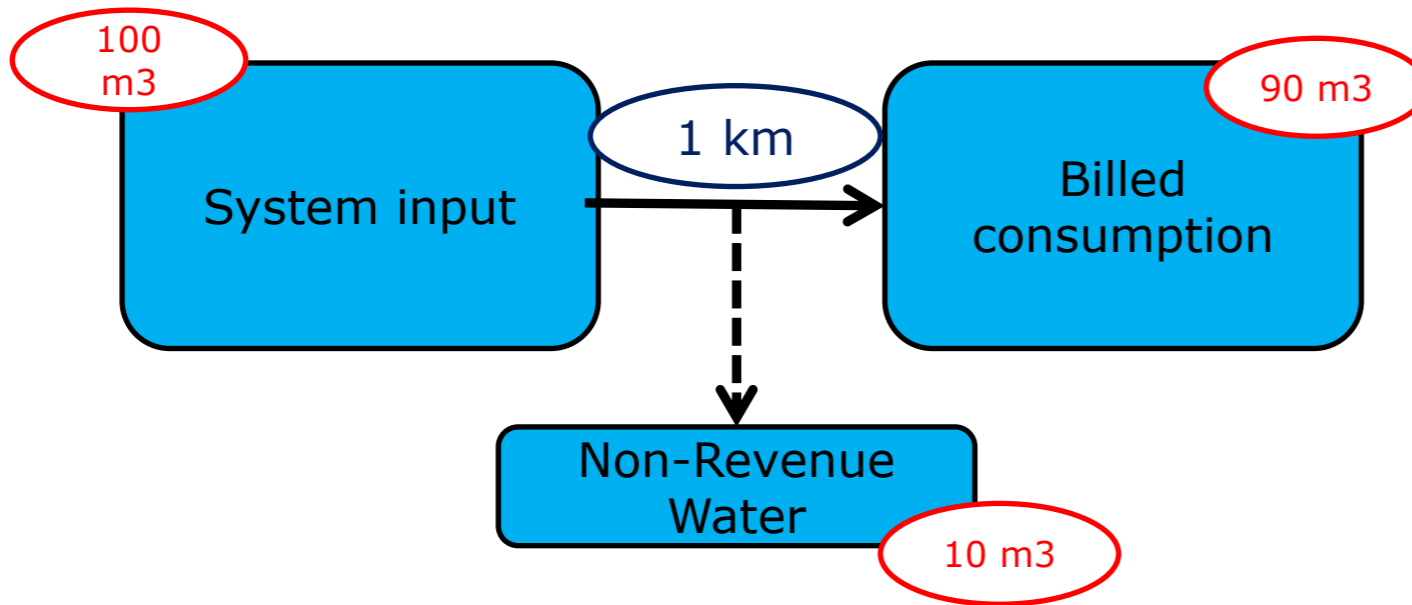 100
m3
System input
1 km
90 m3
Billed
consumption
Non-Revenue
Water
10 m3